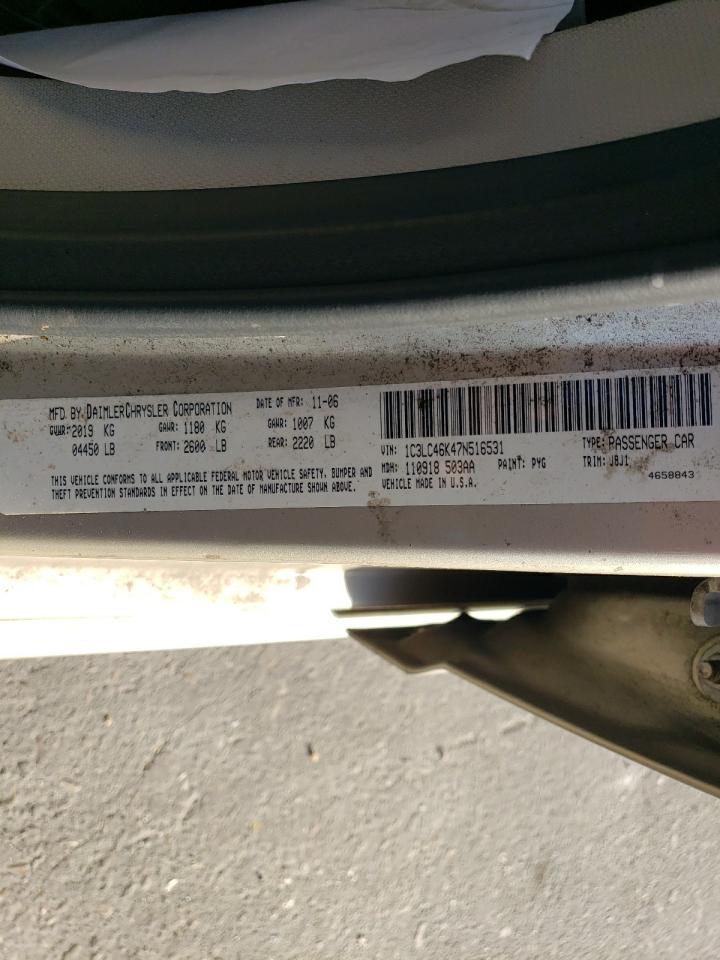 MFD BY DAIMLERCHRYSLER CORPORATION DATE OF MFR: 11-06
GVWR: 2019 KG GAWR: 1180 KG GAWR: 1007 KG
04450 LB FRONT: 2600 LB REAR: 2220 LB
THIS VEHICLE CONFORMS TO ALL APPLICABLE FEDERAL MOTOR VEHICLE SAFETY, BUMPER AND
THEFT PREVENTION STANDARDS IN EFFECT ON THE DATE OF MANUFACTURE SHOWN ABOVE.
VIN: 1C3LC46K47N516531 TYPE: PASSENGER CAR
MDH: 110918 503AA PAINT: PYG TRIM: J8J1
VEHICLE MADE IN U.S.A. 4658843